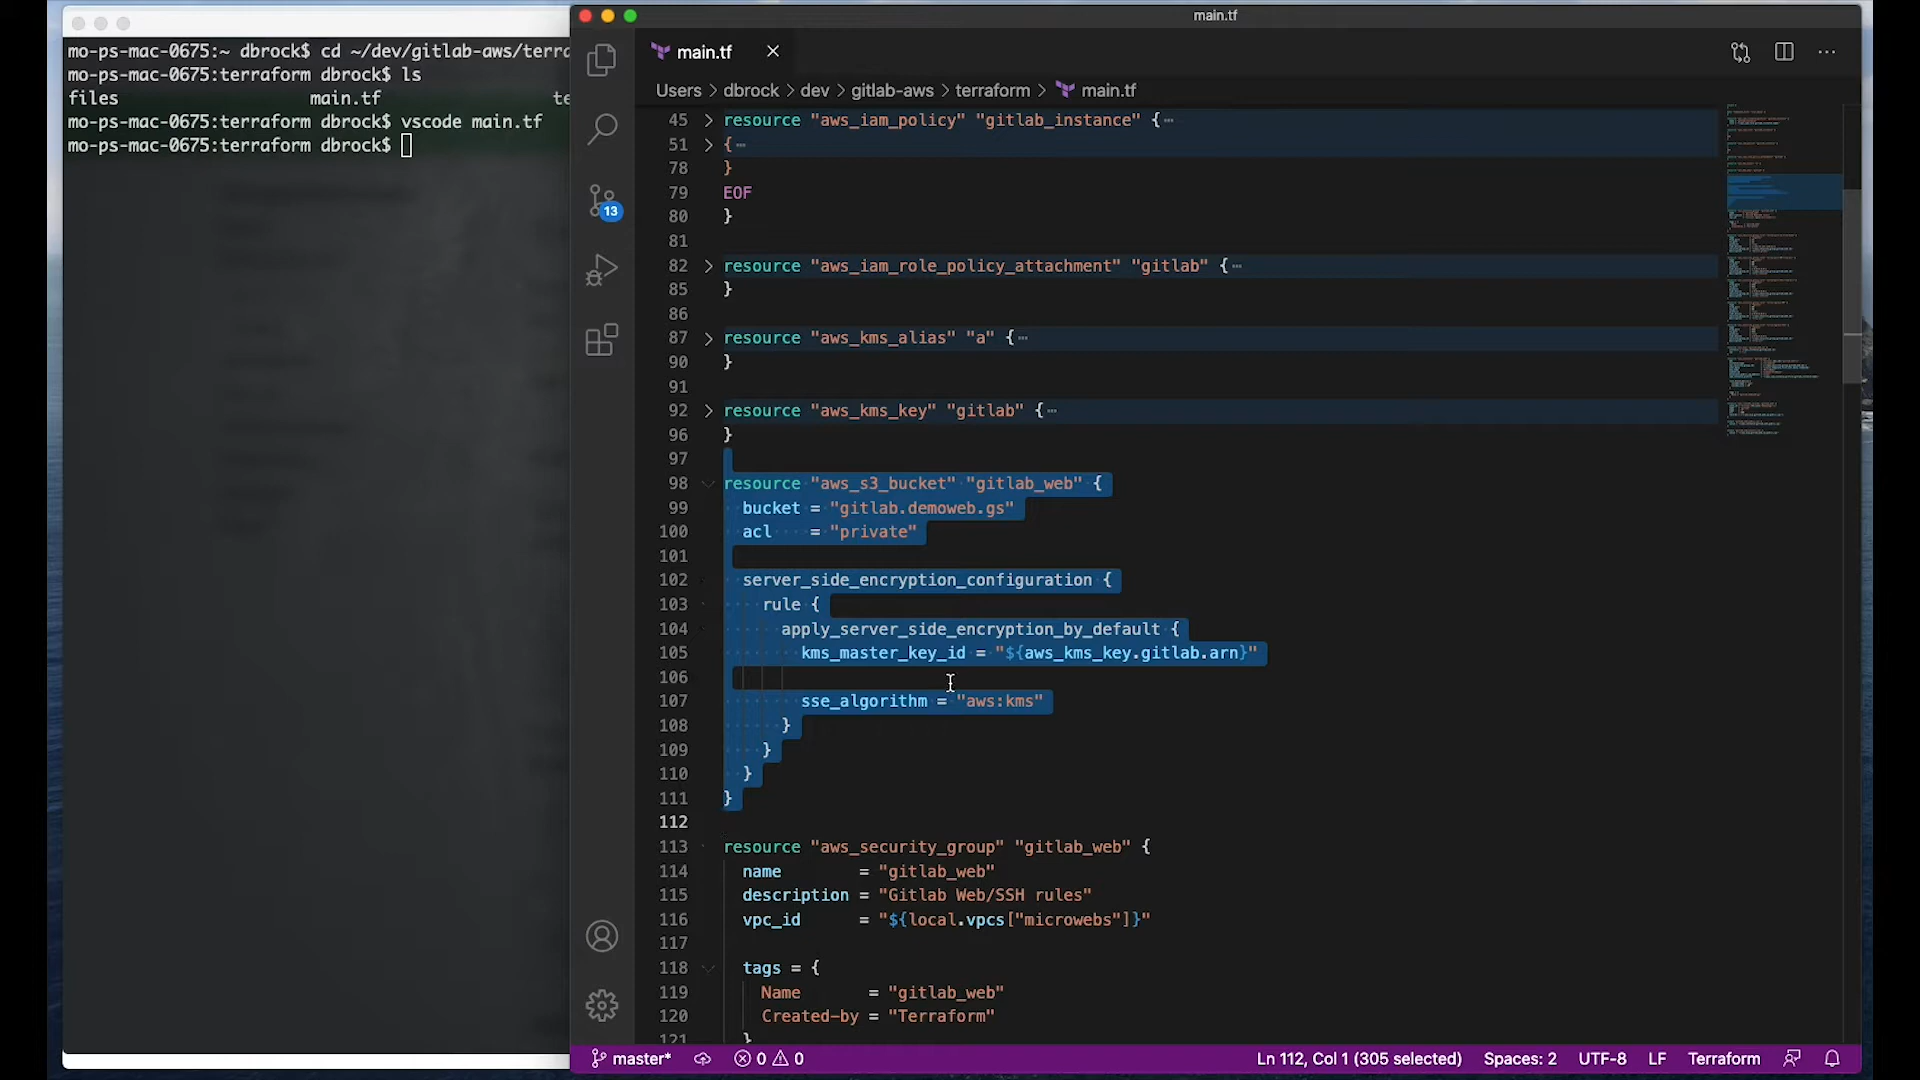 mo-ps-mac-0675:~ dbrock$ cd ~/dev/gitlab-aws/terra
mo-ps-mac-0675:terraform dbrock$ ls
files main.tf te
mo-ps-mac-0675:terraform dbrock$ vscode main.tf
mo-ps-mac-0675:terraform dbrock$
main.tf
main.tf
Users > dbrock > dev > gitlab-aws > terraform > main.tf
13
45 resource "aws_iam_policy" "gitlab_instance" {
51 {
78 }
79 EOF
80 }
81
82 resource "aws_iam_role_policy_attachment" "gitlab" {
85 }
86
87 resource "aws_kms_alias" "a" {
90 }
91
92 resource "aws_kms_key" "gitlab" {
96 }
97
98 resource "aws_s3_bucket" "gitlab_web" {
99 bucket = "gitlab.demoweb.gs"
100 acl = "private"
101
102 server_side_encryption_configuration {
103 rule {
104 apply_server_side_encryption_by_default {
105 kms_master_key_id = "${aws_kms_key.gitlab.arn}"
106
107 sse_algorithm = "aws:kms"
108 }
109 }
110 }
111 }
112
113 resource "aws_security_group" "gitlab_web" {
114 name = "gitlab_web"
115 description = "Gitlab Web/SSH rules"
116 vpc_id = "${local.vpcs["microwebs"]}"
117
118 tags = {
119 Name = "gitlab_web"
120 Created-by = "Terraform"
121 }
master* 0 0 Ln 112, Col 1 (305 selected) Spaces: 2 UTF-8 LF Terraform